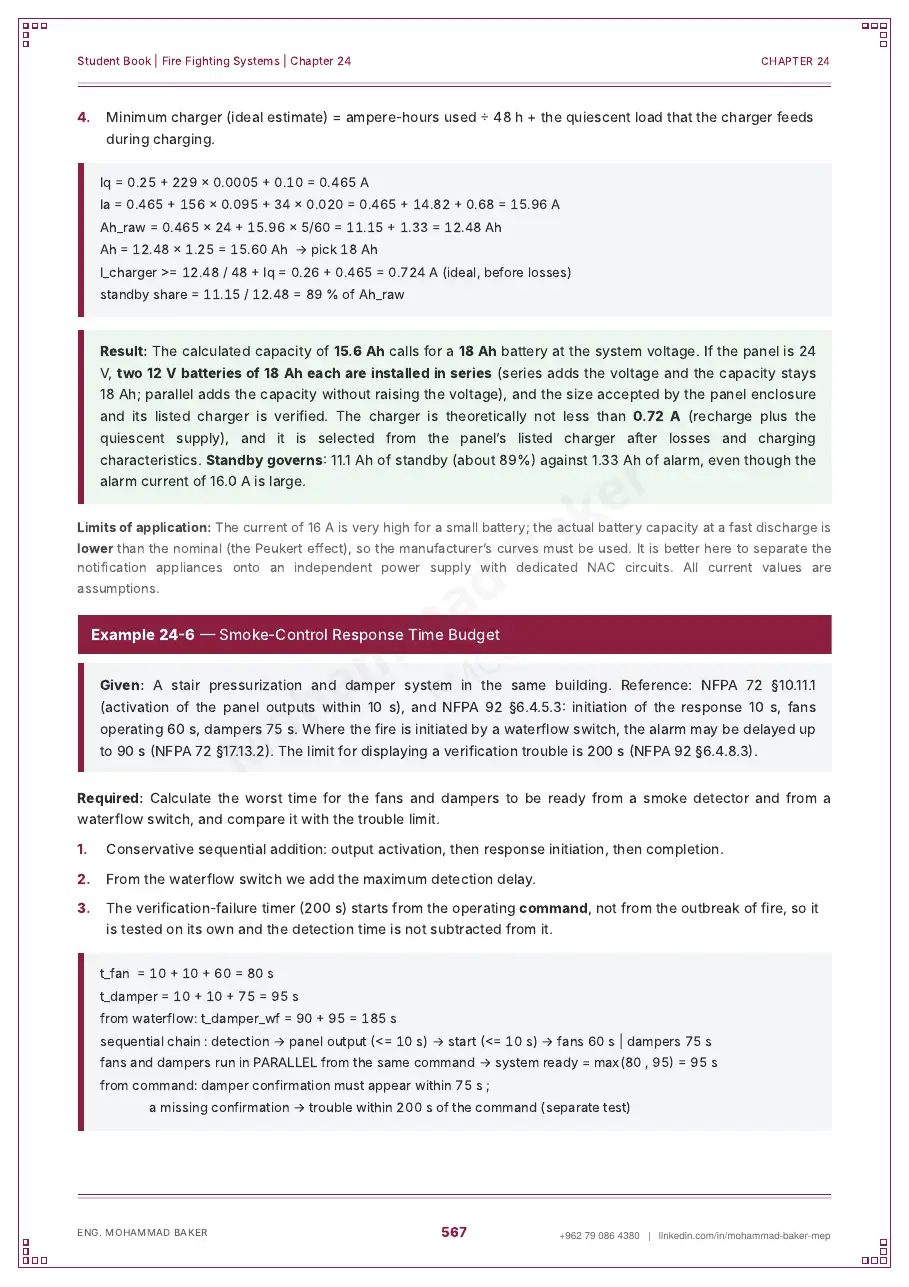 Student Book | Fire Fighting Systems | Chapter 24
CHAPTER 24
4. Minimum charger (ideal estimate) = ampere-hours used ÷ 48 h + the quiescent load that the charger feeds
during charging.
Iq = 0.25 + 229 × 0.0005 + 0.10 = 0.465 A
Ia = 0.465 + 156 × 0.095 + 34 × 0.020 = 0.465 + 14.82 + 0.68 = 15.96 A
Ah_raw = 0.465 × 24 + 15.96 × 5/60 = 11.15 + 1.33 = 12.48 Ah
Ah = 12.48 × 1.25 = 15.60 Ah → pick 18 Ah
I_charger >= 12.48 / 48 + Iq = 0.26 + 0.465 = 0.724 A (ideal, before losses)
standby share = 11.15 / 12.48 = 89 % of Ah_raw
Result: The calculated capacity of 15.6 Ah calls for a 18 Ah battery at the system voltage. If the panel is 24
V, two 12 V batteries of 18 Ah each are installed in series (series adds the voltage and the capacity stays
18 Ah; parallel adds the capacity without raising the voltage), and the size accepted by the panel enclosure
and its listed charger is verified. The charger is theoretically not less than 0.72 A (recharge plus the
quiescent supply), and it is selected from the panel's listed charger after losses and charging
characteristics. Standby governs: 11.1 Ah of standby (about 89%) against 1.33 Ah of alarm, even though the
alarm current of 16.0 A is large.
Limits of application: The current of 16 A is very high for a small battery; the actual battery capacity at a fast discharge is
lower than the nominal (the Peukert effect), so the manufacturer's curves must be used. It is better here to separate the
notification appliances onto an independent power supply with dedicated NAC circuits. All current values are
assumptions.
Example 24-6 — Smoke-Control Response Time Budget
Given: A stair pressurization and damper system in the same building. Reference: NFPA 72 §10.11.1
(activation of the panel outputs within 10 s), and NFPA 92 §6.4.5.3: initiation of the response 10 s, fans
operating 60 s, dampers 75 s. Where the fire is initiated by a waterflow switch, the alarm may be delayed up
to 90 s (NFPA 72 §17.13.2). The limit for displaying a verification trouble is 200 s (NFPA 92 §6.4.8.3).
Required: Calculate the worst time for the fans and dampers to be ready from a smoke detector and from a
waterflow switch, and compare it with the trouble limit.
1. Conservative sequential addition: output activation, then response initiation, then completion.
2. From the waterflow switch we add the maximum detection delay.
3. The verification-failure timer (200 s) starts from the operating command, not from the outbreak of fire, so it
is tested on its own and the detection time is not subtracted from it.
t_fan = 10 + 10 + 60 = 80 s
t_damper = 10 + 10 + 75 = 95 s
from waterflow: t_damper_wf = 90 + 95 = 185 s
sequential chain : detection → panel output (<= 10 s) → start (<= 10 s) → fans 60 s | dampers 75 s
fans and dampers run in PARALLEL from the same command → system ready = max(80 , 95) = 95 s
from command: damper confirmation must appear within 75 s ;
a missing confirmation → trouble within 200 s of the command (separate test)
ENG. MOHAMMAD BAKER
567
+962 79 086 4380 | linkedin.com/in/mohammad-baker-mep